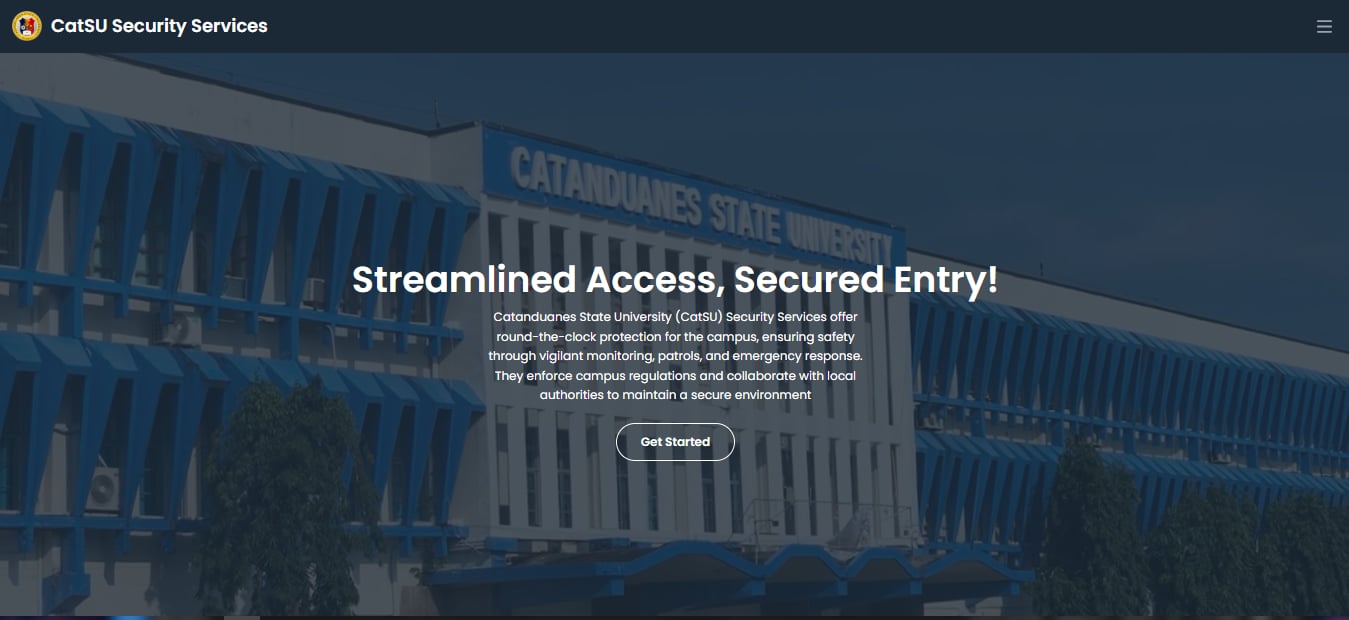 CatSU Security Services
CATANDUANES STATE UNIVERSITY
Streamlined Access, Secured Entry!
Catanduanes State University (CatSU) Security Services offer
round-the-clock protection for the campus, ensuring safety
through vigilant monitoring, patrols, and emergency response.
They enforce campus regulations and collaborate with local
authorities to maintain a secure environment
Get Started